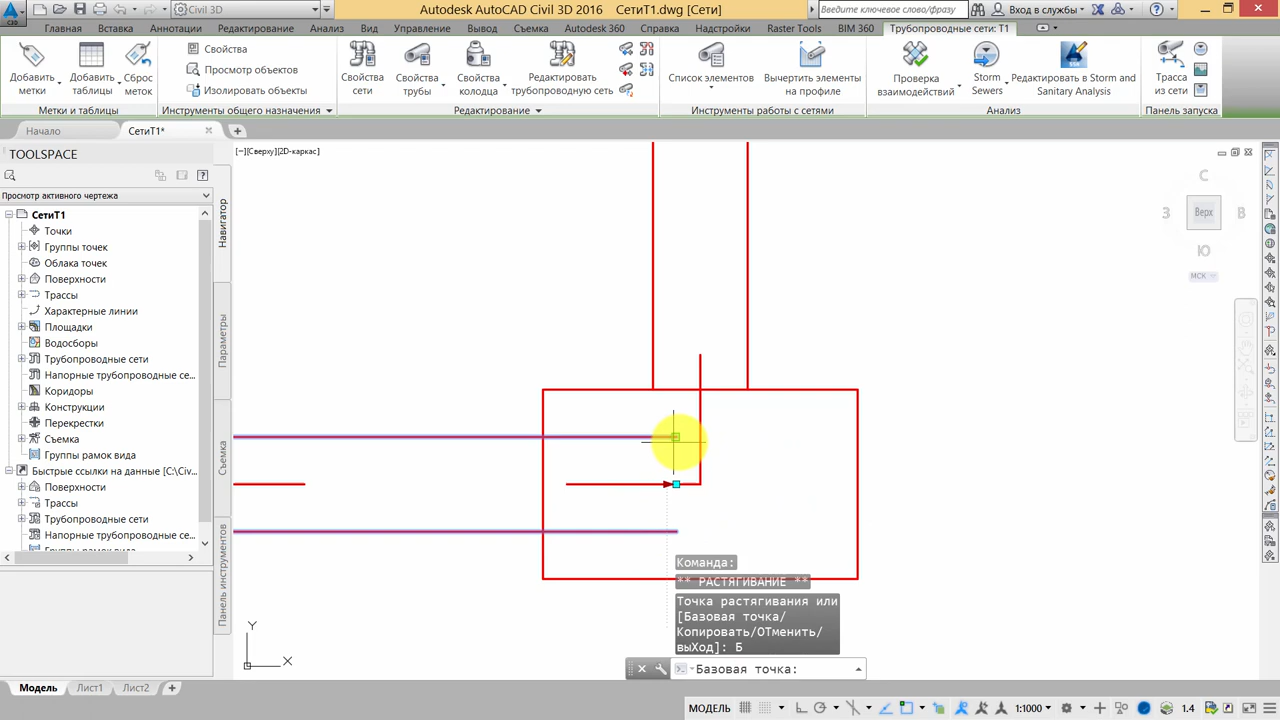 Civil 3D
Autodesk AutoCAD Civil 3D 2016 СетиТ1.dwg [Сети]
Введите ключевое слово/фразу
Вход в службы
Главная Вставка Аннотации Редактирование Анализ Вид Управление Вывод Съемка Autodesk 360 Справка Надстройки Raster Tools BIM 360 Трубопроводные сети: Т1
Добавить метки
Добавить таблицы
Сброс меток
Метки и таблицы
Свойства
Просмотр объектов
Изолировать объекты
Инструменты общего назначения
Свойства сети
Свойства трубы
Свойства колодца
Редактировать трубопроводную сеть
Редактирование
Список элементов
Вычертить элементы на профиле
Инструменты работы с сетями
Проверка взаимодействий
Storm Sewers
Редактировать в Storm and Sanitary Analysis
Анализ
Трасса из сети
Панель запуска
Начало
СетиТ1*
TOOLSPACE
Просмотр активного чертежа
СетиТ1
Точки
Группы точек
Облака точек
Поверхности
Трассы
Характерные линии
Площадки
Водосборы
Трубопроводные сети
Напорные трубопроводные се...
Коридоры
Конструкции
Перекрестки
Съемка
Группы рамок вида
Быстрые ссылки на данные [C:\Civ...
Поверхности
Трассы
Трубопроводные сети
Напорные трубопроводные се...
Группы рамок вида
Навигатор
Параметры
Съемка
Панель инструментов
[−][Сверху][2D-каркас]
С
З
Верх
В
Ю
МСК
Команда:
** РАСТЯГИВАНИЕ **
Точка растягивания или
[Базовая точка/
Копировать/ОТменить/
выХод]: Б
Базовая точка:
Y
X
Модель Лист1 Лист2
МОДЕЛЬ
1:1000
1.4